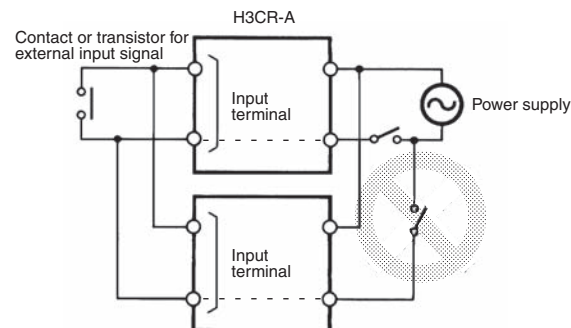 H3CR-A
Contact or transistor for
external input signal
Input
terminal
Power supply
Input
terminal